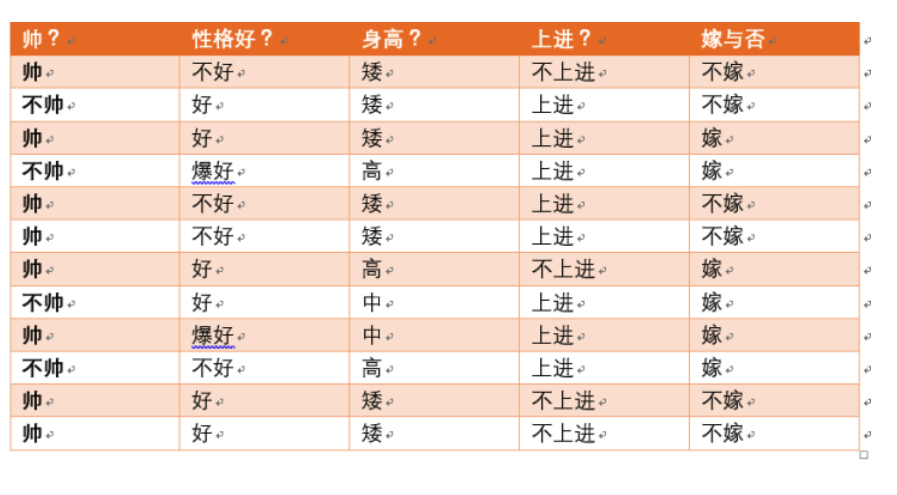 帅？ 性格好？ 身高？ 上进？ 嫁与否
帅 不好 矮 不上进 不嫁
不帅 好 矮 上进 不嫁
帅 好 矮 上进 嫁
不帅 爆好 高 上进 嫁
帅 不好 矮 上进 不嫁
帅 不好 矮 上进 不嫁
帅 好 高 不上进 嫁
不帅 好 中 上进 嫁
帅 爆好 中 上进 嫁
不帅 不好 高 上进 嫁
帅 好 矮 不上进 不嫁
帅 好 矮 不上进 不嫁